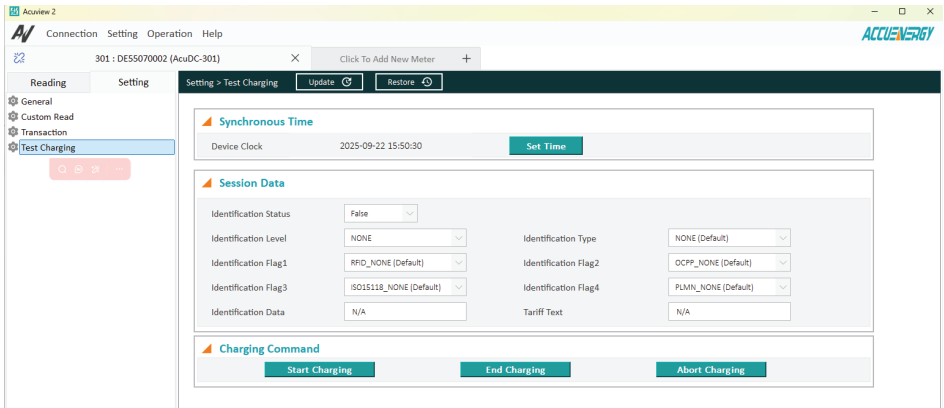 Acuview 2
Connection Setting Operation Help
ACCUENERGY
301 : DE55070002 (AcuDC-301)
Click To Add New Meter
Reading Setting
Setting > Test Charging Update Restore
General
Custom Read
Transaction
Test Charging
Synchronous Time
Device Clock 2025-09-22 15:50:30 Set Time
Session Data
Identification Status False
Identification Level NONE Identification Type NONE (Default)
Identification Flag1 RFID_NONE (Default) Identification Flag2 OCPP_NONE (Default)
Identification Flag3 ISO15118_NONE (Default) Identification Flag4 PLMN_NONE (Default)
Identification Data N/A Tariff Text N/A
Charging Command
Start Charging End Charging Abort Charging